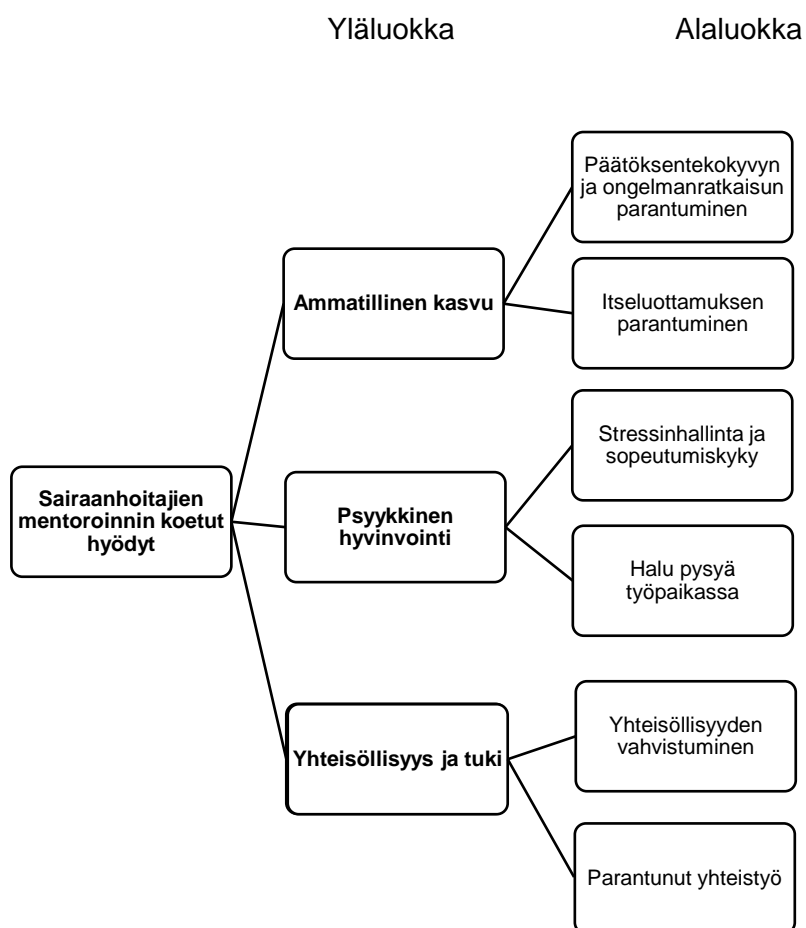 Yläluokka
Alaluokka
Päätöksentekokyvyn
ja ongelmanratkaisun
parantuminen
Ammatillinen kasvu
Itseluottamuksen
parantuminen
Stressinhallinta ja
sopeutumiskyky
Sairaanhoitajien
mentoroinnin koetut
hyödyt
Psyykkinen
hyvinvointi
Halu pysyä
työpaikassa
Yhteisöllisyyden
vahvistuminen
Yhteisöllisyys ja tuki
Parantunut yhteistyö